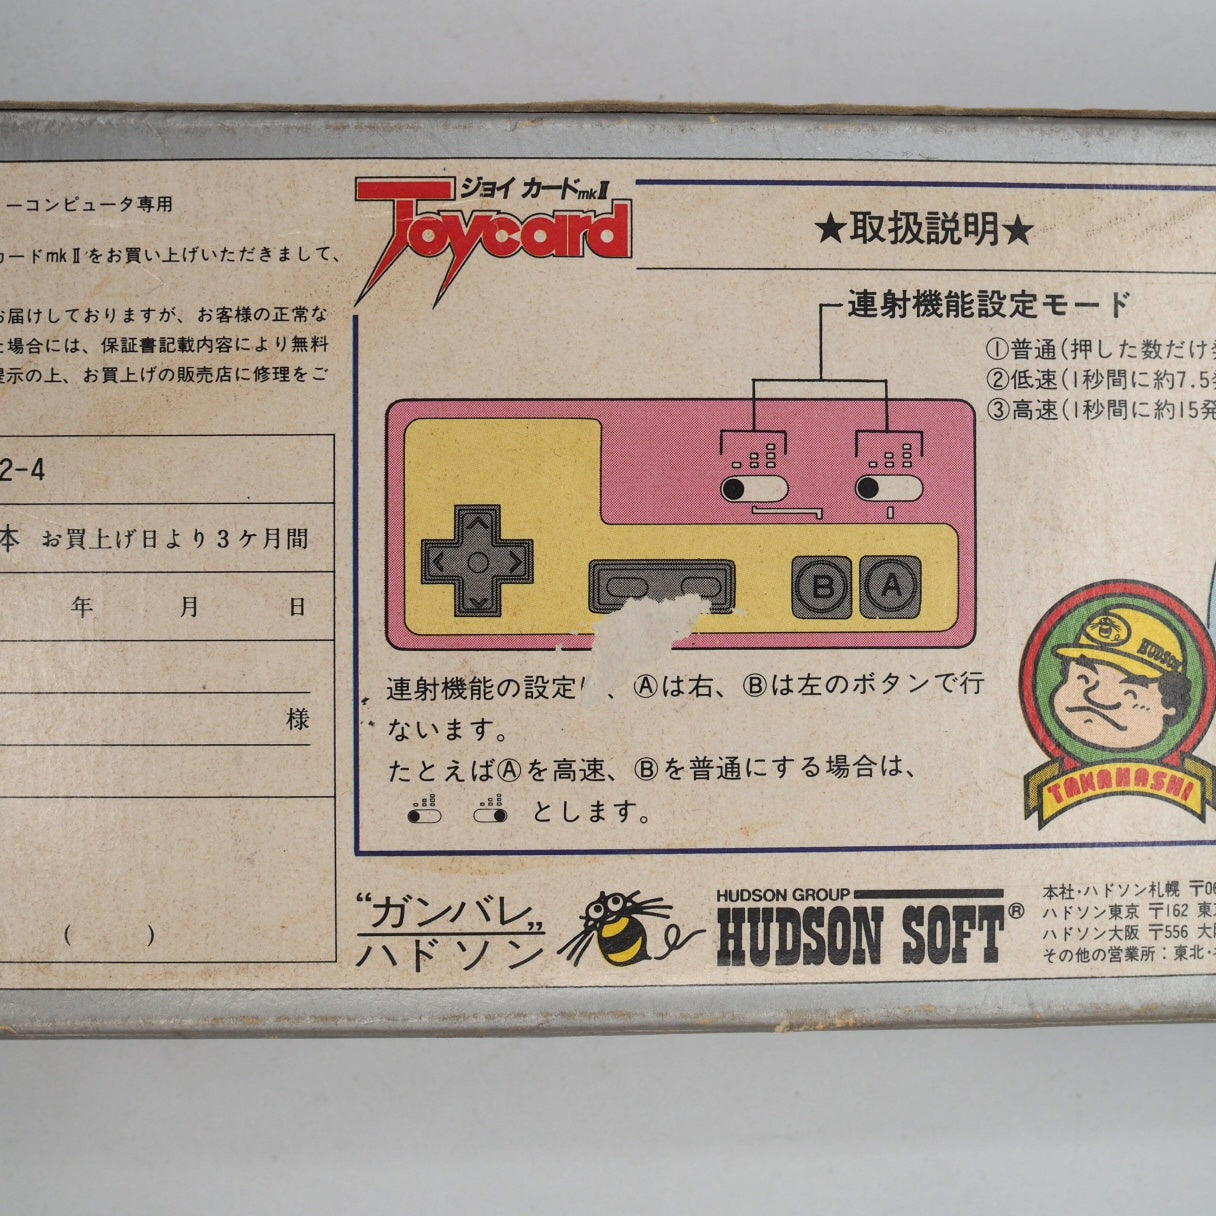 ーコンピュータ専用
カードmkⅡをお買い上げいただきまして、
お届けしておりますが、お客様の正常な
た場合には、保証書記載内容により無料
提示の上、お買上げの販売店に修理をご
2-4
本 お買上げ日より3ヶ月間
年 月 日
様
( )
ジョイカードmkⅡ
Joycard
★取扱説明★
連射機能設定モード
①普通(押した数だけ
②低速(1秒間に約7.5
③高速(1秒間に約15発
B A
連射機能の設定 、Ⓐは右、Ⓑは左のボタンで行
ないます。
たとえばⒶを高速、Ⓑを普通にする場合は、
とします。
HUDSON
TAKAHASHI
“ガンバレ„
ハドソン
HUDSON GROUP
HUDSON SOFT®
本社・ハドソン札幌 〒06
ハドソン東京 〒162 東
ハドソン大阪 〒556 大
その他の営業所：東北・